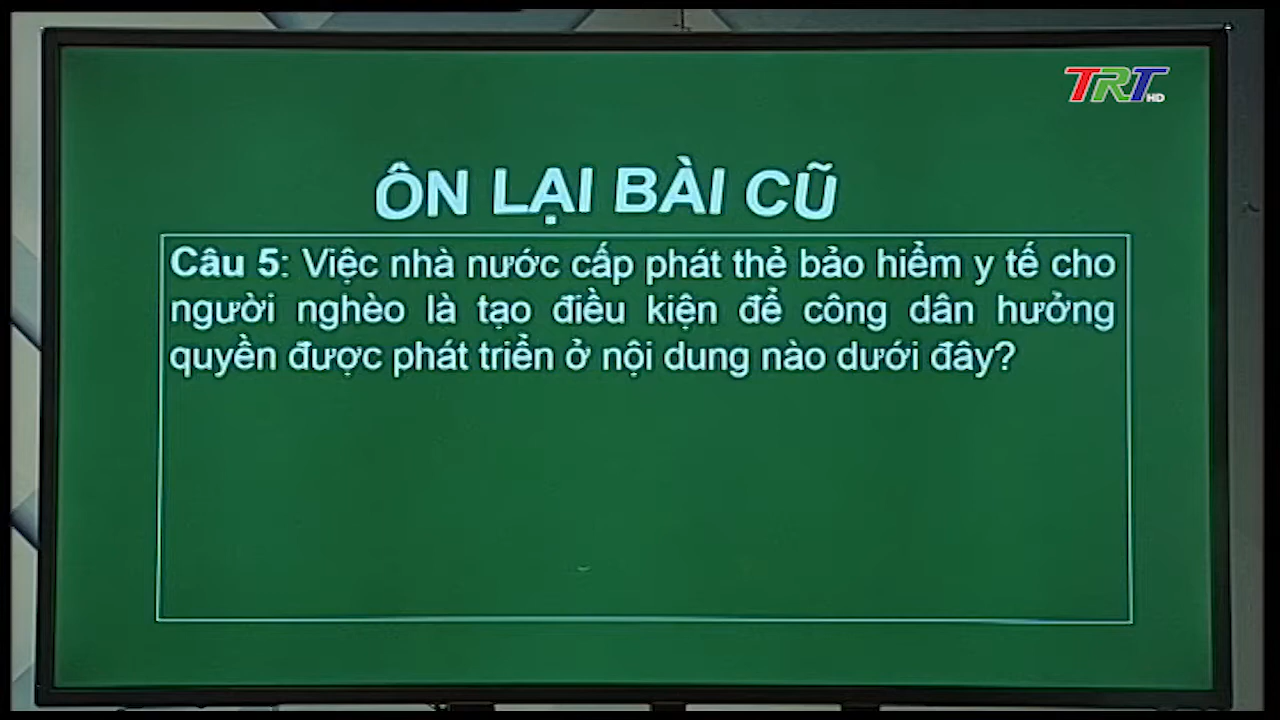 TRT HD
ÔN LẠI BÀI CŨ
Câu 5: Việc nhà nước cấp phát thẻ bảo hiểm y tế cho
người nghèo là tạo điều kiện để công dân hưởng
quyền được phát triển ở nội dung nào dưới đây?